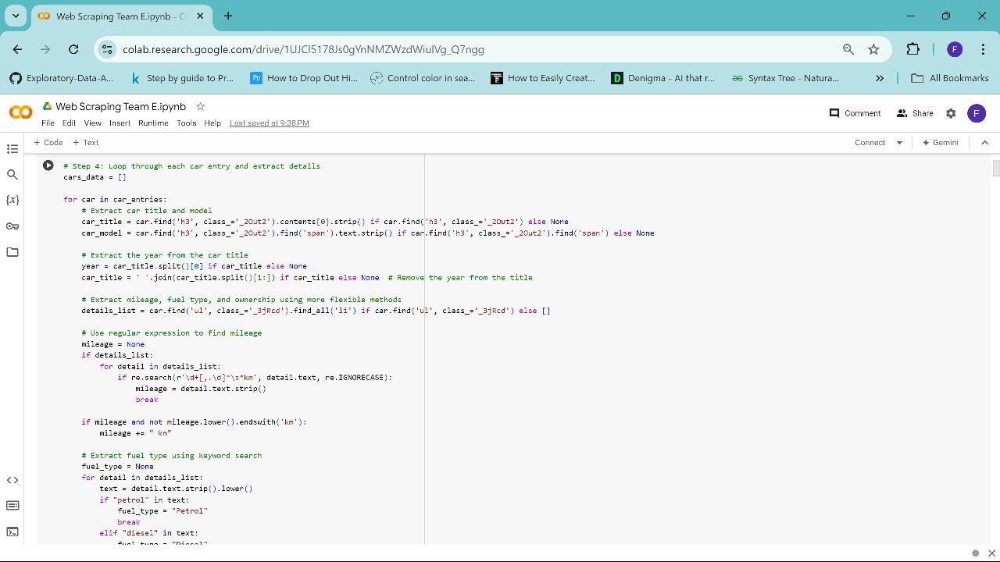 Web Scraping Team E.ipynb - C
colab.research.google.com/drive/1UJCI5178Js0gYnNMZWzdWiuIVg_Q7ngg
F
Exploratory-Data-A...
Step by guide to Pr...
Pp How to Drop Out Hi...
Control color in sea...
How to Easily Creat...
D Denigma - AI that r...
Syntax Tree - Natura...
All Bookmarks
Web Scraping Team E.ipynb
File Edit View Insert Runtime Tools Help Last saved at 9:38 PM
Comment Share F
+ Code + Text
Connect Gemini
# Step 4: Loop through each car entry and extract details
cars_data = []
for car in car_entries:
# Extract car title and model
car_title = car.find('h3', class_='_2Out2').contents[0].strip() if car.find('h3', class_='_2Out2') else None
car_model = car.find('h3', class_='_2Out2').find('span').text.strip() if car.find('h3', class_='_2Out2').find('span') else None
# Extract the year from the car title
year = car_title.split()[0] if car_title else None
car_title = ' '.join(car_title.split()[1:]) if car_title else None # Remove the year from the title
# Extract mileage, fuel type, and ownership using more flexible methods
details_list = car.find('ul', class_='_3jRcd').find_all('li') if car.find('ul', class_='_3jRcd') else []
# Use regular expression to find mileage
mileage = None
if details_list:
for detail in details_list:
if re.search(r'\d+[,.\d]*\s*km', detail.text, re.IGNORECASE):
mileage = detail.text.strip()
break
if mileage and not mileage.lower().endswith('km'):
mileage += " km"
# Extract fuel type using keyword search
fuel_type = None
for detail in details_list:
text = detail.text.strip().lower()
if "petrol" in text:
fuel_type = "Petrol"
break
elif "diesel" in text:
fuel_type = "Diesel"